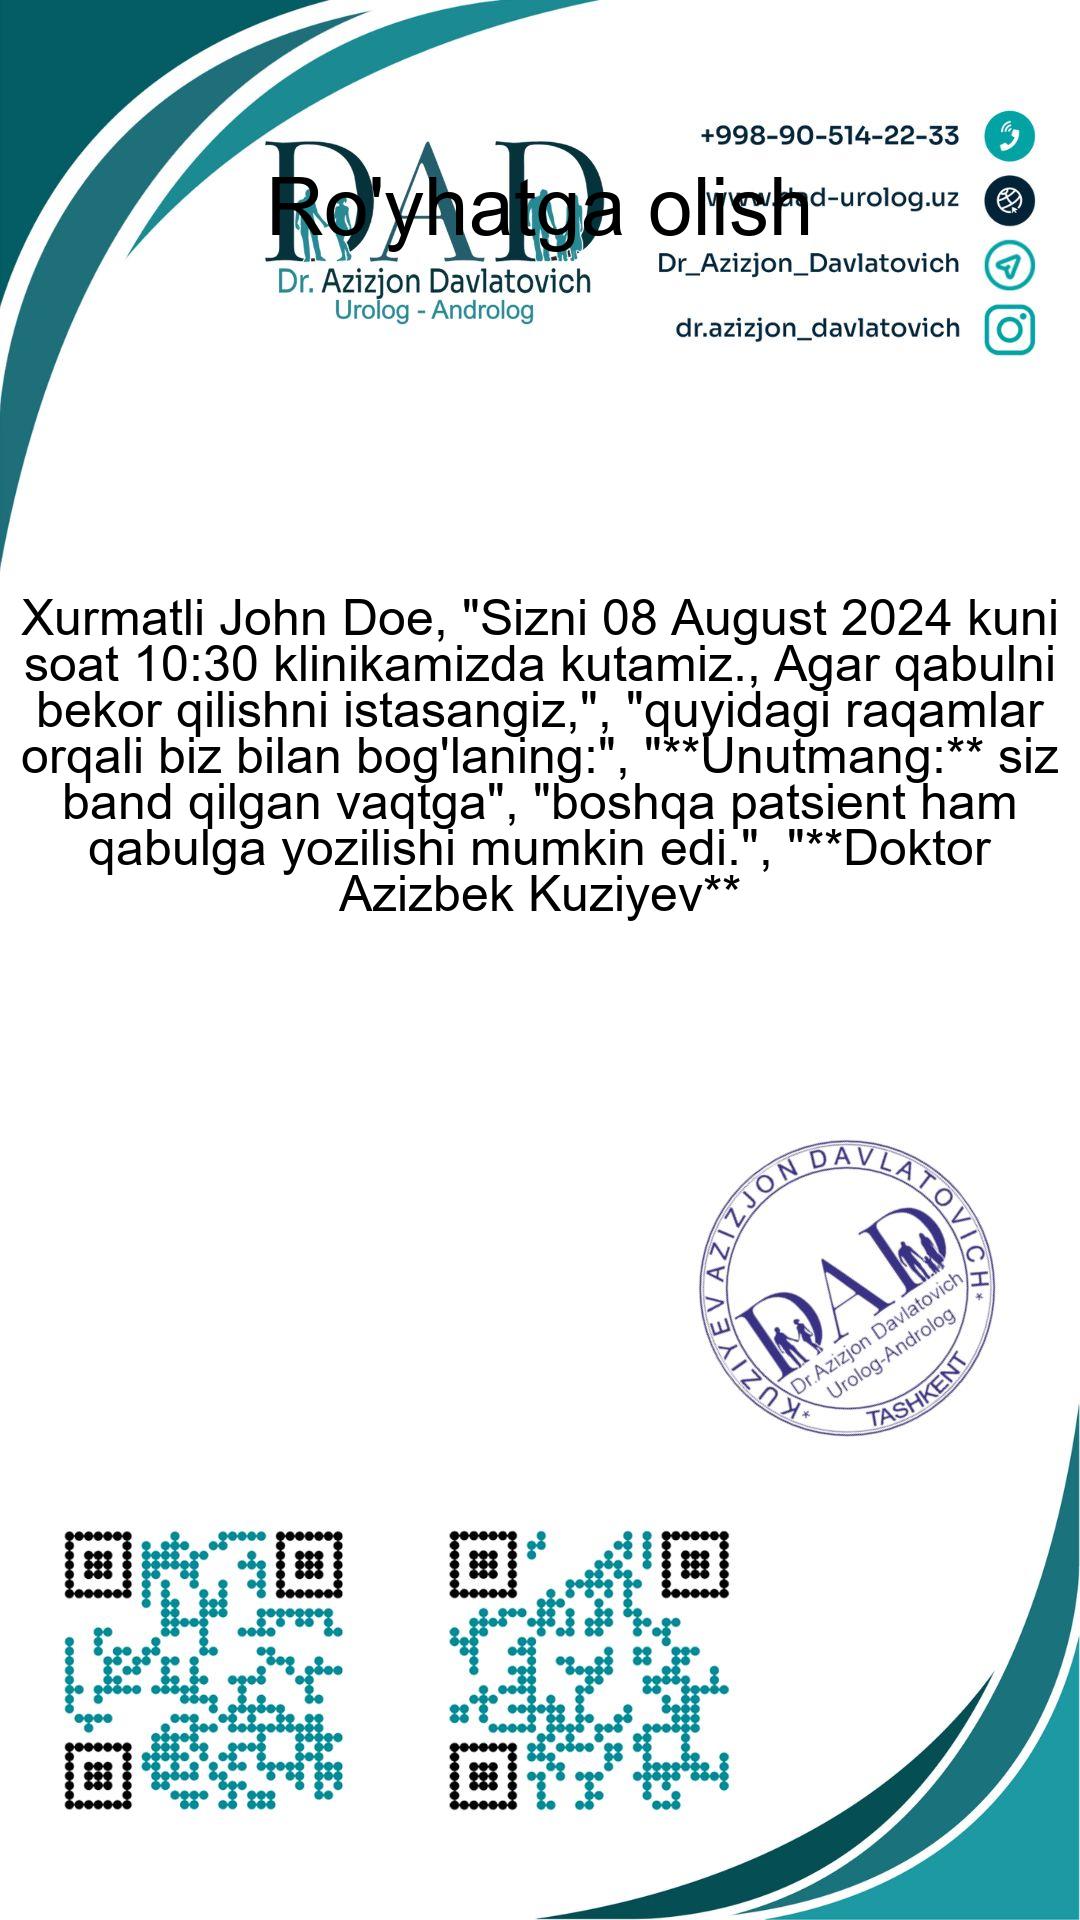 +998-90-514-22-33
DAD
Ro'yhatga olish
www.dad-urolog.uz
Dr_Azizjon_Davlatovich
Dr. Azizjon Davlatovich
Urolog - Androlog
dr.azizjon_davlatovich
Xurmatli John Doe, "Sizni 08 August 2024 kuni
soat 10:30 klinikamizda kutamiz., Agar qabulni
bekor qilishni istasangiz,", "quyidagi raqamlar
orqali biz bilan bog'laning:", "**Unutmang:** siz
band qilgan vaqtga", "boshqa patsient ham
qabulga yozilishi mumkin edi.", "**Doktor
Azizbek Kuziyev**
*KUZIYEV AZIZJON DAVLATOVICH*
DAD
Dr.Azizjon Davlatovich
Urolog-Androlog
TASHKENT